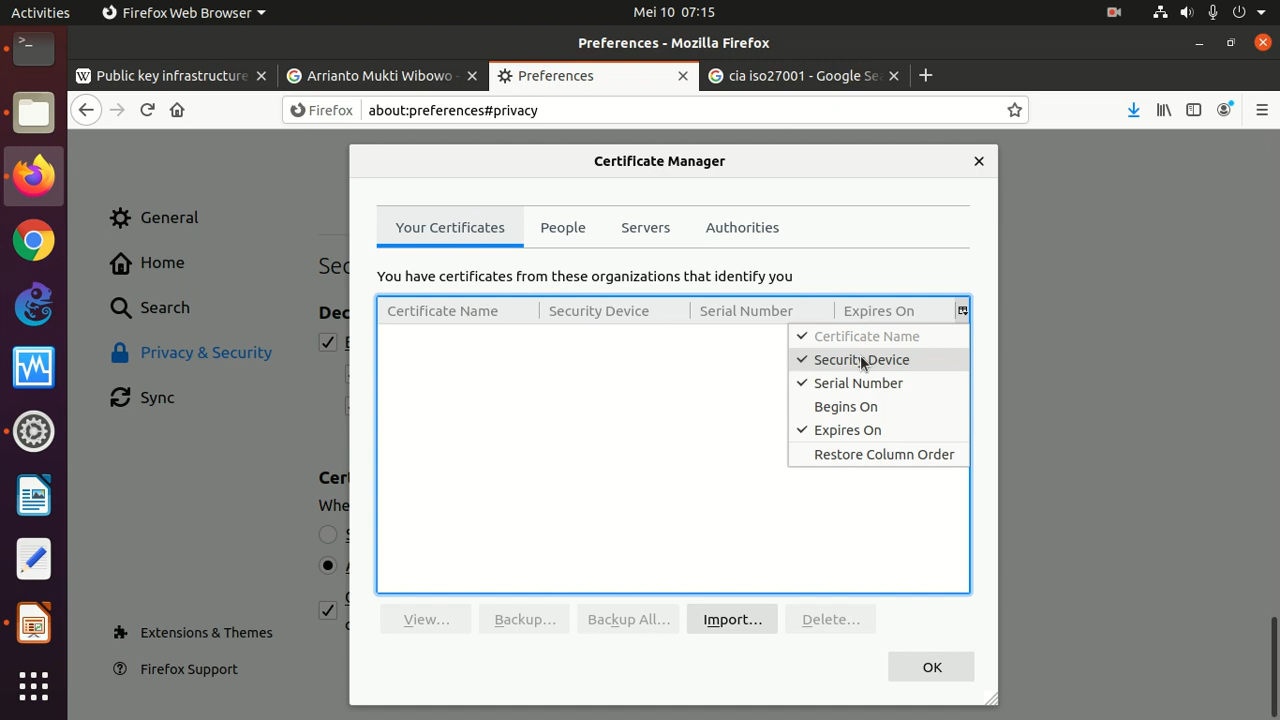 Activities
Firefox Web Browser
Mei 10 07:15
Preferences - Mozilla Firefox
Public key infrastructure
Arrianto Mukti Wibowo -
Preferences
cia iso27001 - Google Sea
Firefox
about:preferences#privacy
Certificate Manager
General
Home
Search
Privacy & Security
Sync
Extensions & Themes
Firefox Support
Sec
Dec
Cer
Whe
Your Certificates
People
Servers
Authorities
You have certificates from these organizations that identify you
Certificate Name
Security Device
Serial Number
Expires On
Certificate Name
Security Device
Serial Number
Begins On
Expires On
Restore Column Order
View...
Backup...
Backup All...
Import...
Delete...
OK